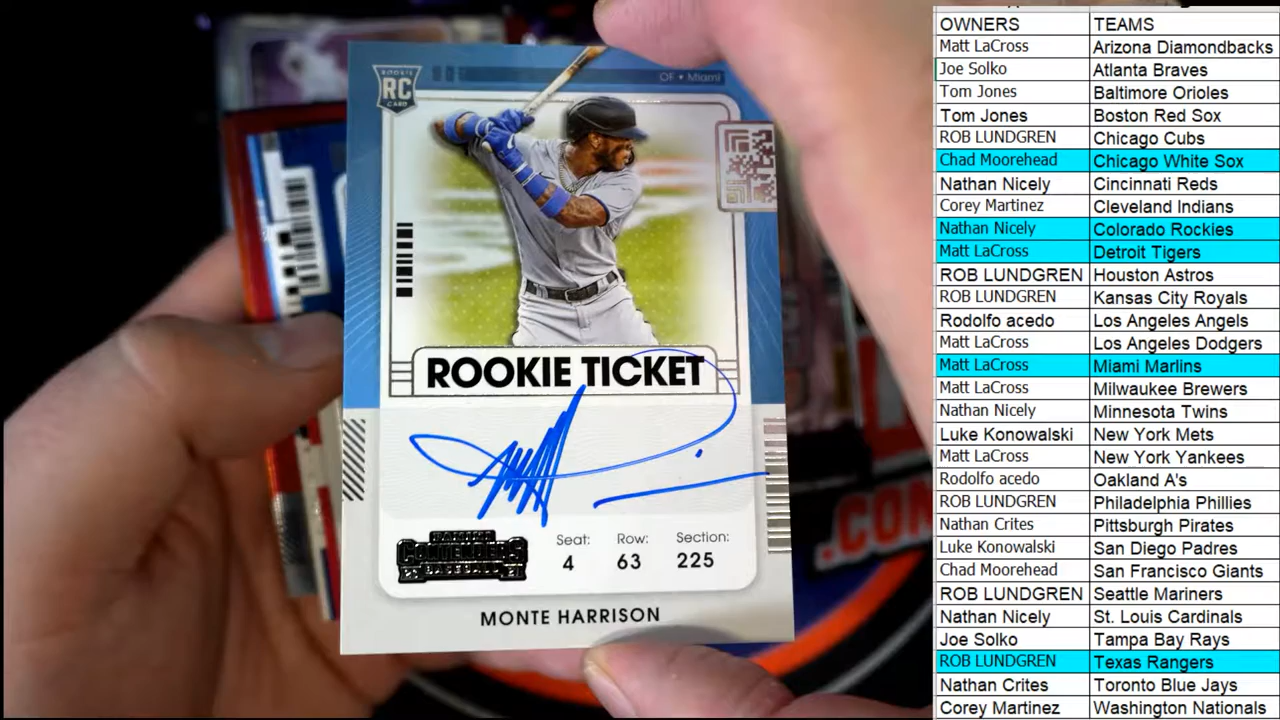 OWNERS TEAMS
Matt LaCross Arizona Diamondbacks
Joe Solko Atlanta Braves
Tom Jones Baltimore Orioles
Tom Jones Boston Red Sox
ROB LUNDGREN Chicago Cubs
Chad Moorehead Chicago White Sox
Nathan Nicely Cincinnati Reds
Corey Martinez Cleveland Indians
Nathan Nicely Colorado Rockies
Matt LaCross Detroit Tigers
ROB LUNDGREN Houston Astros
ROB LUNDGREN Kansas City Royals
Rodolfo acedo Los Angeles Angels
Matt LaCross Los Angeles Dodgers
Matt LaCross Miami Marlins
Matt LaCross Milwaukee Brewers
Nathan Nicely Minnesota Twins
Luke Konowalski New York Mets
Matt LaCross New York Yankees
Rodolfo acedo Oakland A's
ROB LUNDGREN Philadelphia Phillies
Nathan Crites Pittsburgh Pirates
Luke Konowalski San Diego Padres
Chad Moorehead San Francisco Giants
ROB LUNDGREN Seattle Mariners
Nathan Nicely St. Louis Cardinals
Joe Solko Tampa Bay Rays
ROB LUNDGREN Texas Rangers
Nathan Crites Toronto Blue Jays
Corey Martinez Washington Nationals
ROOKIE
RC
CARD
OF • Miami
ROOKIE TICKET
CONTENDERS
20 BASEBALL 21
Seat: Row: Section:
4 63 225
MONTE HARRISON
.CO